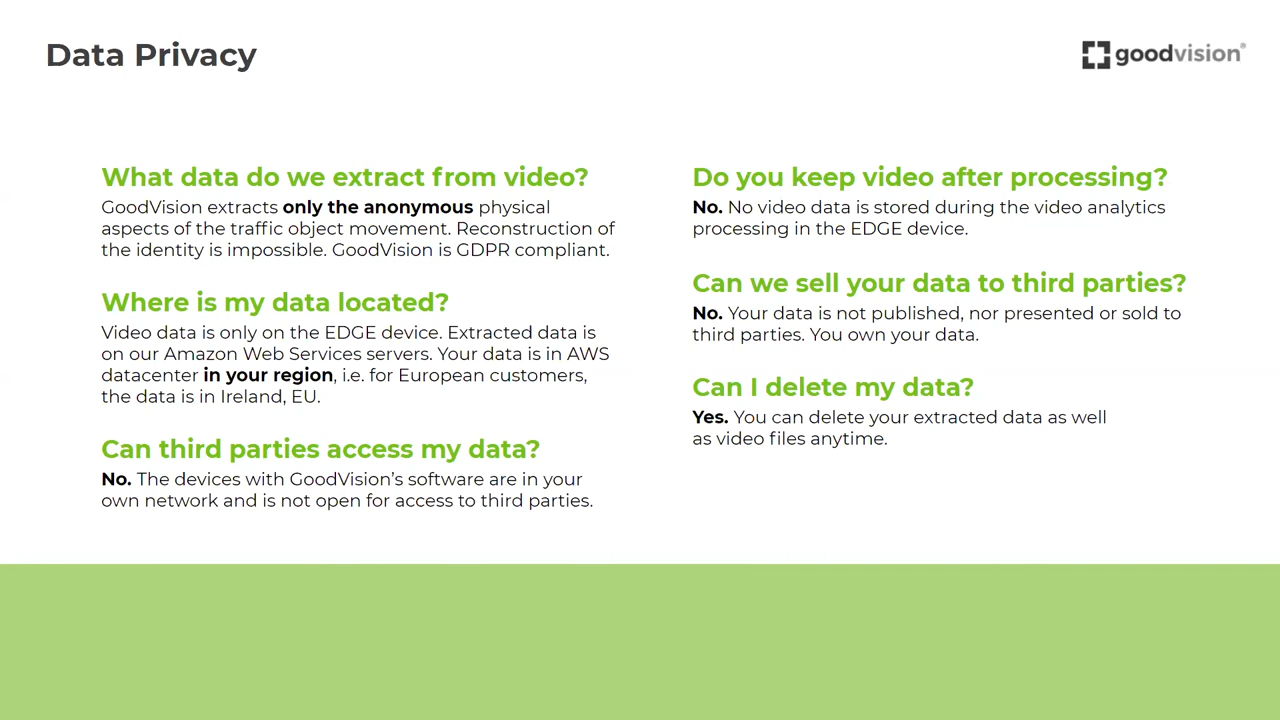 Data Privacy
goodvision®
What data do we extract from video?
GoodVision extracts only the anonymous physical
aspects of the traffic object movement. Reconstruction of
the identity is impossible. GoodVision is GDPR compliant.
Where is my data located?
Video data is only on the EDGE device. Extracted data is
on our Amazon Web Services servers. Your data is in AWS
datacenter in your region, i.e. for European customers,
the data is in Ireland, EU.
Can third parties access my data?
No. The devices with GoodVision’s software are in your
own network and is not open for access to third parties.
Do you keep video after processing?
No. No video data is stored during the video analytics
processing in the EDGE device.
Can we sell your data to third parties?
No. Your data is not published, nor presented or sold to
third parties. You own your data.
Can I delete my data?
Yes. You can delete your extracted data as well
as video files anytime.